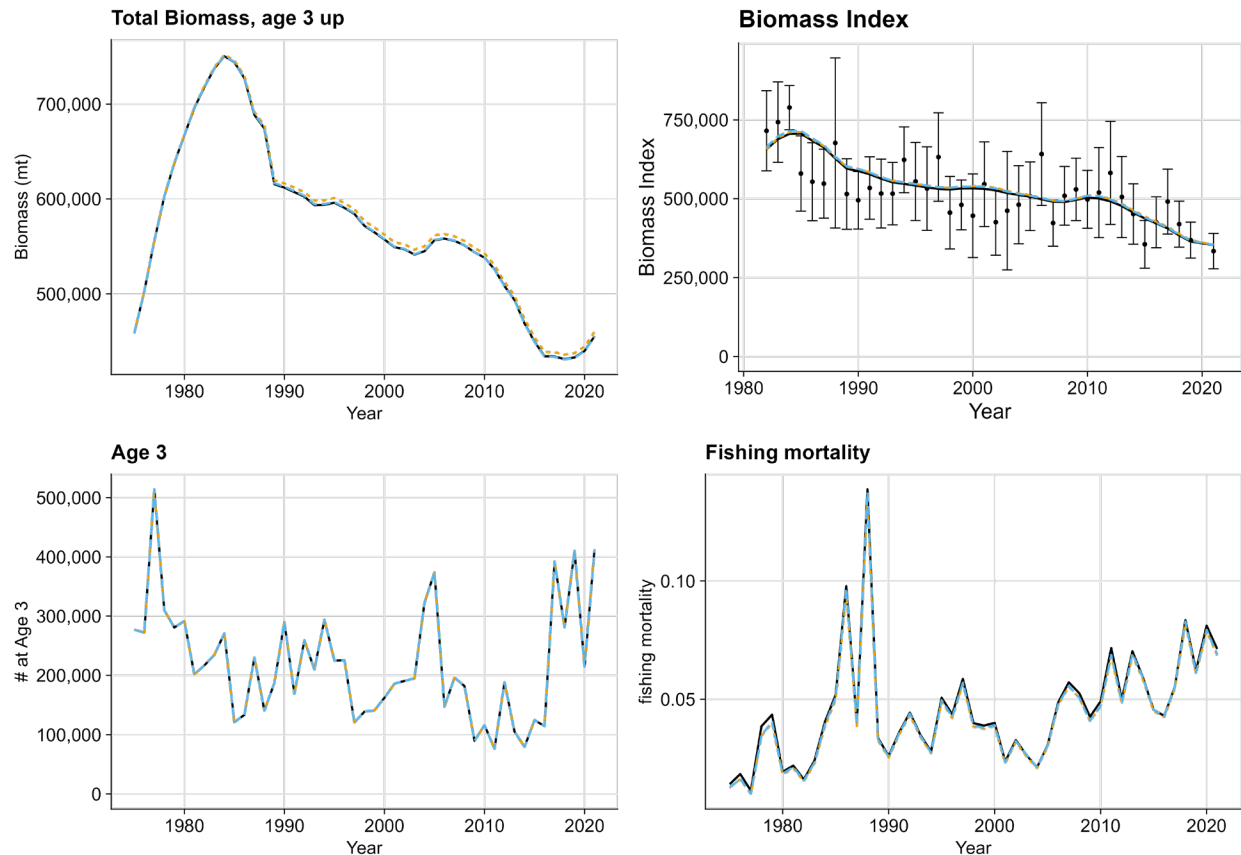 Total Biomass, age 3 up
Biomass (mt)
700,000
600,000
500,000
1980 1990 2000 2010 2020
Year
Biomass Index
Biomass Index
750,000
500,000
250,000
0
1980 1990 2000 2010 2020
Year
Age 3
# at Age 3
500,000
400,000
300,000
200,000
100,000
0
1980 1990 2000 2010 2020
Year
Fishing mortality
fishing mortality
0.10
0.05
1980 1990 2000 2010 2020
Year